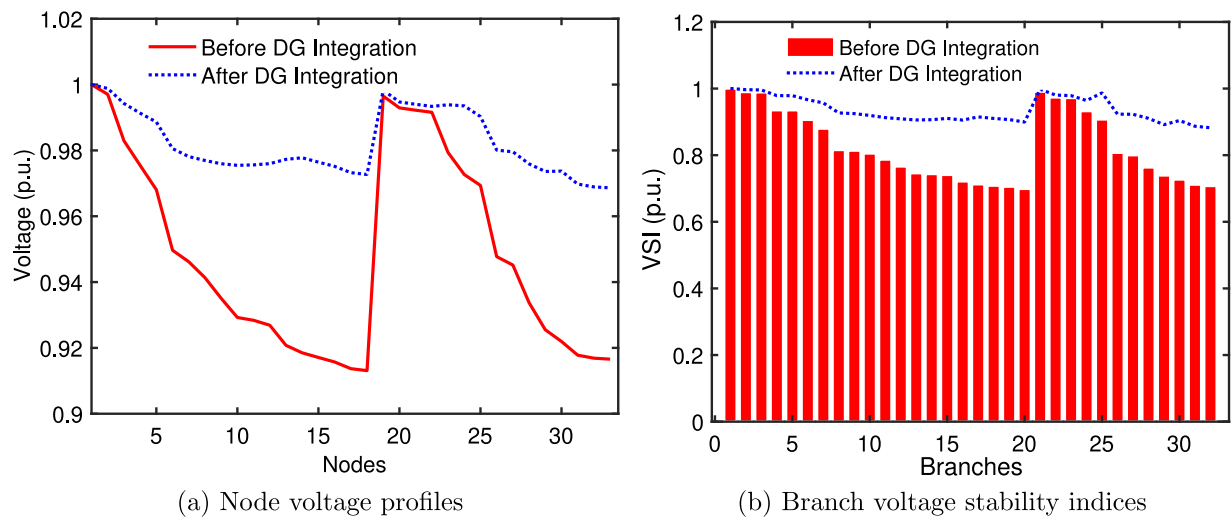 1.02
1
0.98
0.96
0.94
0.92
0.9
Voltage (p.u.)
Before DG Integration
After DG Integration
5 10 15 20 25 30
Nodes
(a) Node voltage profiles
1.2
1
0.8
0.6
0.4
0.2
0
VSI (p.u.)
Before DG Integration
After DG Integration
0 5 10 15 20 25 30
Branches
(b) Branch voltage stability indices